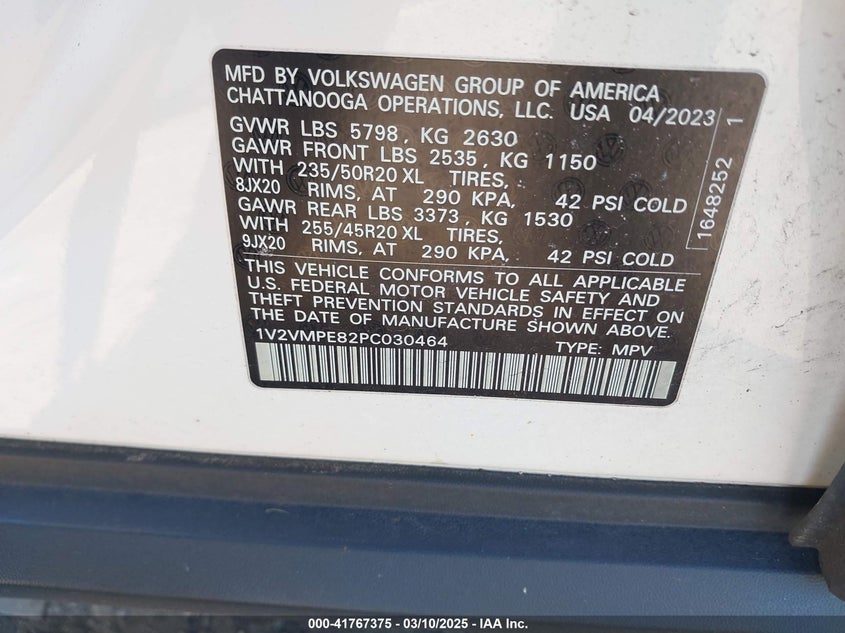 MFD BY VOLKSWAGEN GROUP OF AMERICA
CHATTANOOGA OPERATIONS, LLC. USA 04/2023
GVWR LBS 5798, KG 2630
GAWR FRONT LBS 2535, KG 1150
WITH 235/50R20 XL TIRES,
8JX20 RIMS, AT 290 KPA, 42 PSI COLD
GAWR REAR LBS 3373, KG 1530
WITH 255/45R20 XL TIRES,
9JX20 RIMS, AT 290 KPA, 42 PSI COLD
THIS VEHICLE CONFORMS TO ALL APPLICABLE
U.S. FEDERAL MOTOR VEHICLE SAFETY AND
THEFT PREVENTION STANDARDS IN EFFECT ON
THE DATE OF MANUFACTURE SHOWN ABOVE.
1V2VMPE82PC030464 TYPE: MPV
1648252 1
000-41767375 - 03/10/2025 - IAA Inc.